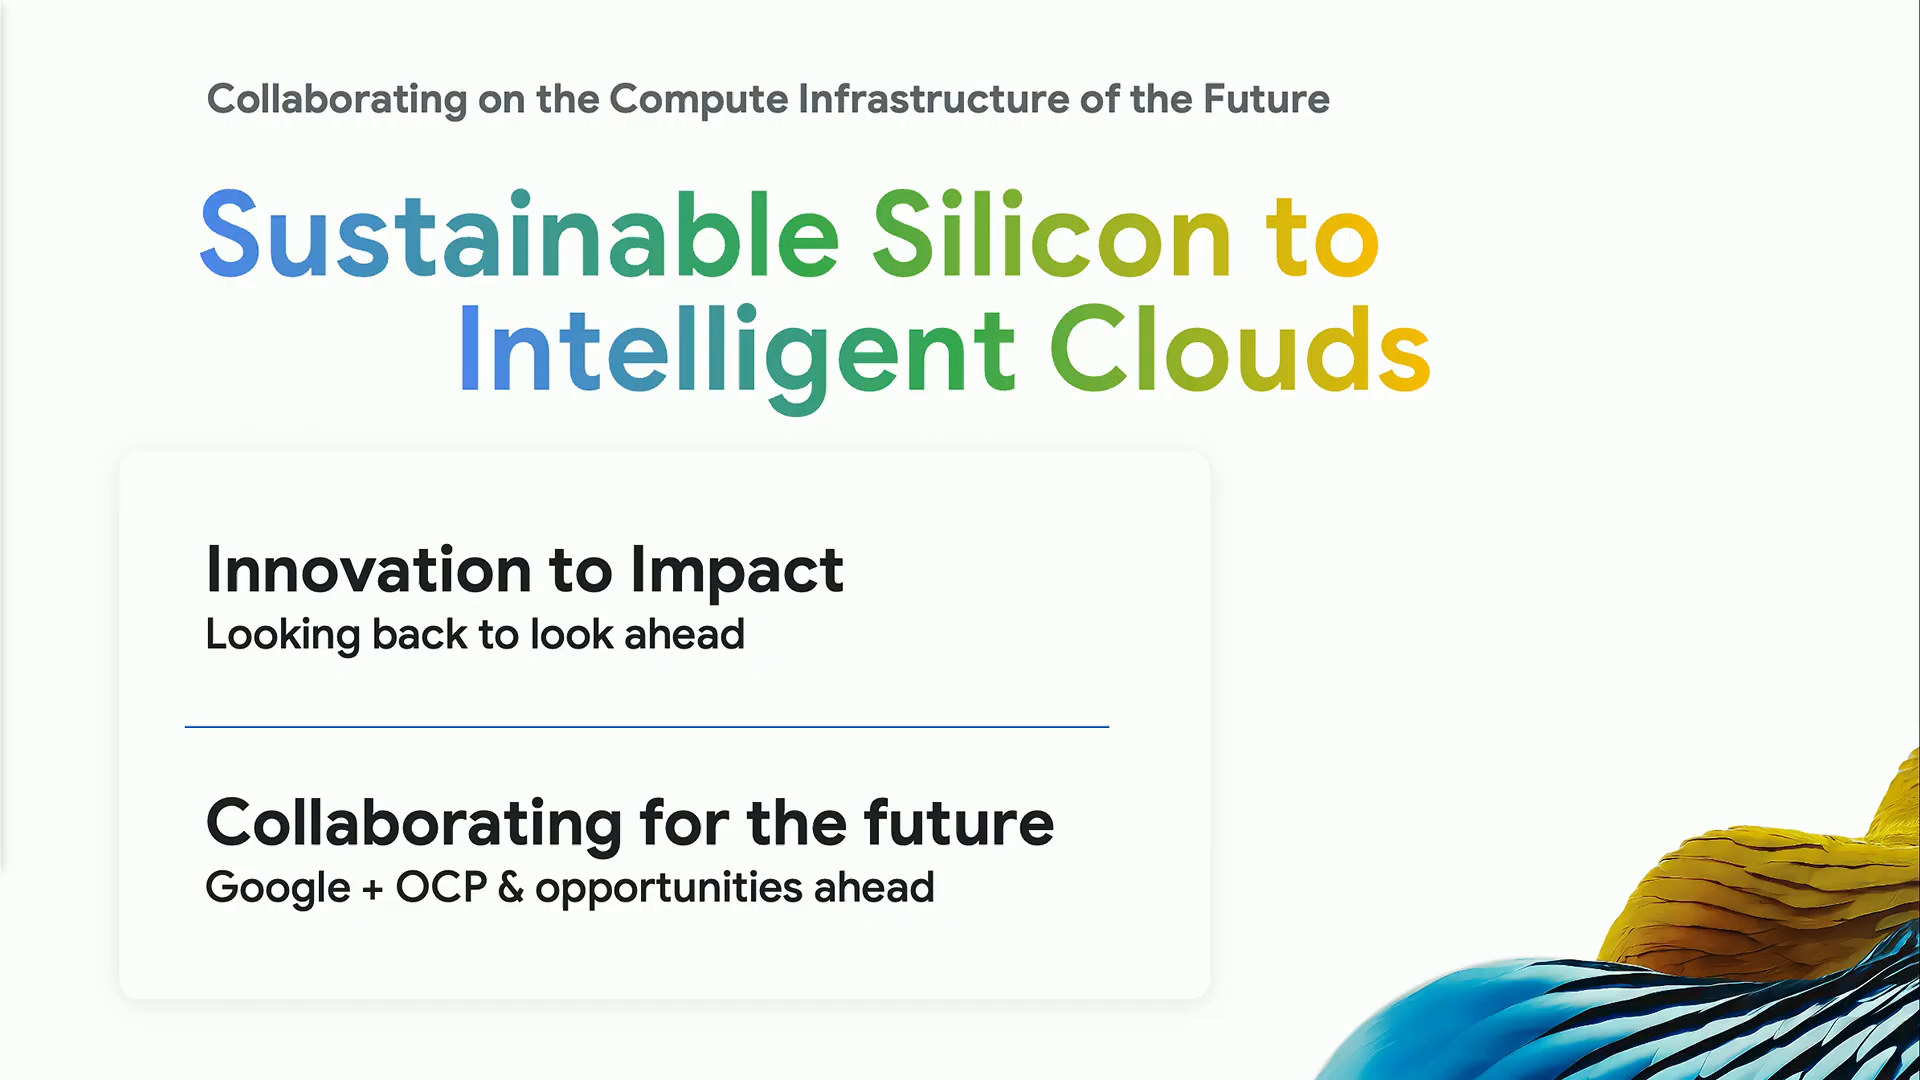 Collaborating on the Compute Infrastructure of the Future
Sustainable Silicon to
Intelligent Clouds
Innovation to Impact
Looking back to look ahead
Collaborating for the future
Google + OCP & opportunities ahead